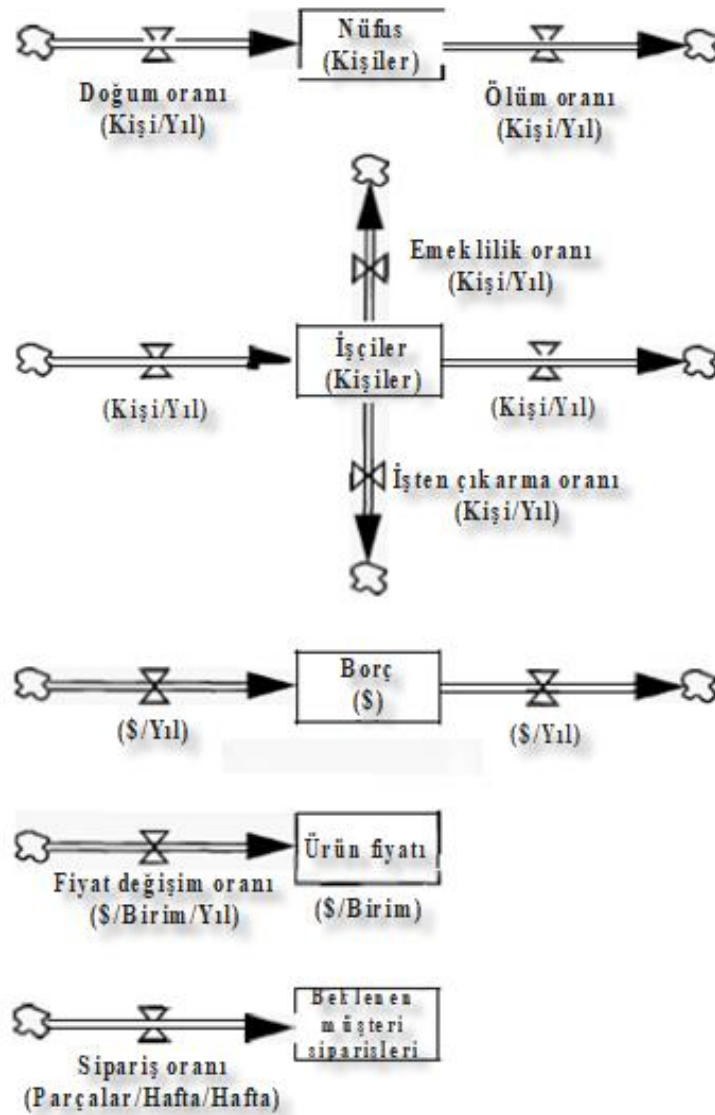 Nüfus
(Kişiler)
Doğum oranı
(Kişi/Yıl)
Ölüm oranı
(Kişi/Yıl)
Emeklilik oranı
(Kişi/Yıl)
İşçiler
(Kişiler)
(Kişi/Yıl)
(Kişi/Yıl)
İşten çıkarma oranı
(Kişi/Yıl)
Borç
($)
($/Yıl)
($/Yıl)
Ürün fiyatı
Fiyat değişim oranı
($/Birim/Yıl)
($/Birim)
Beklenen
müşteri
siparisleri
Sipariş oranı
(Parçalar/Hafta/Hafta)